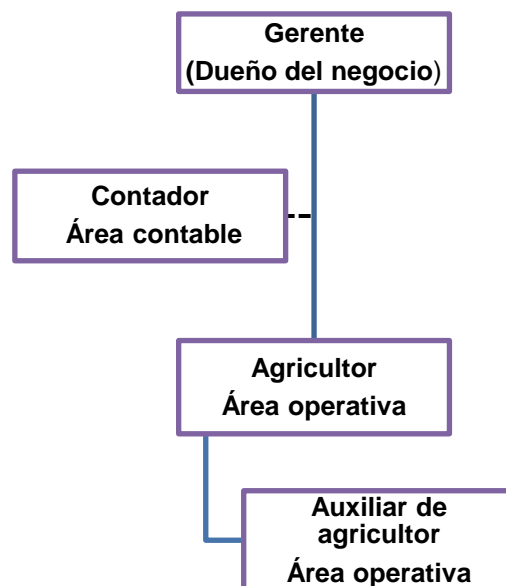 Gerente
(Dueño del negocio)
Contador
Área contable
Agricultor
Área operativa
Auxiliar de
agricultor
Área operativa